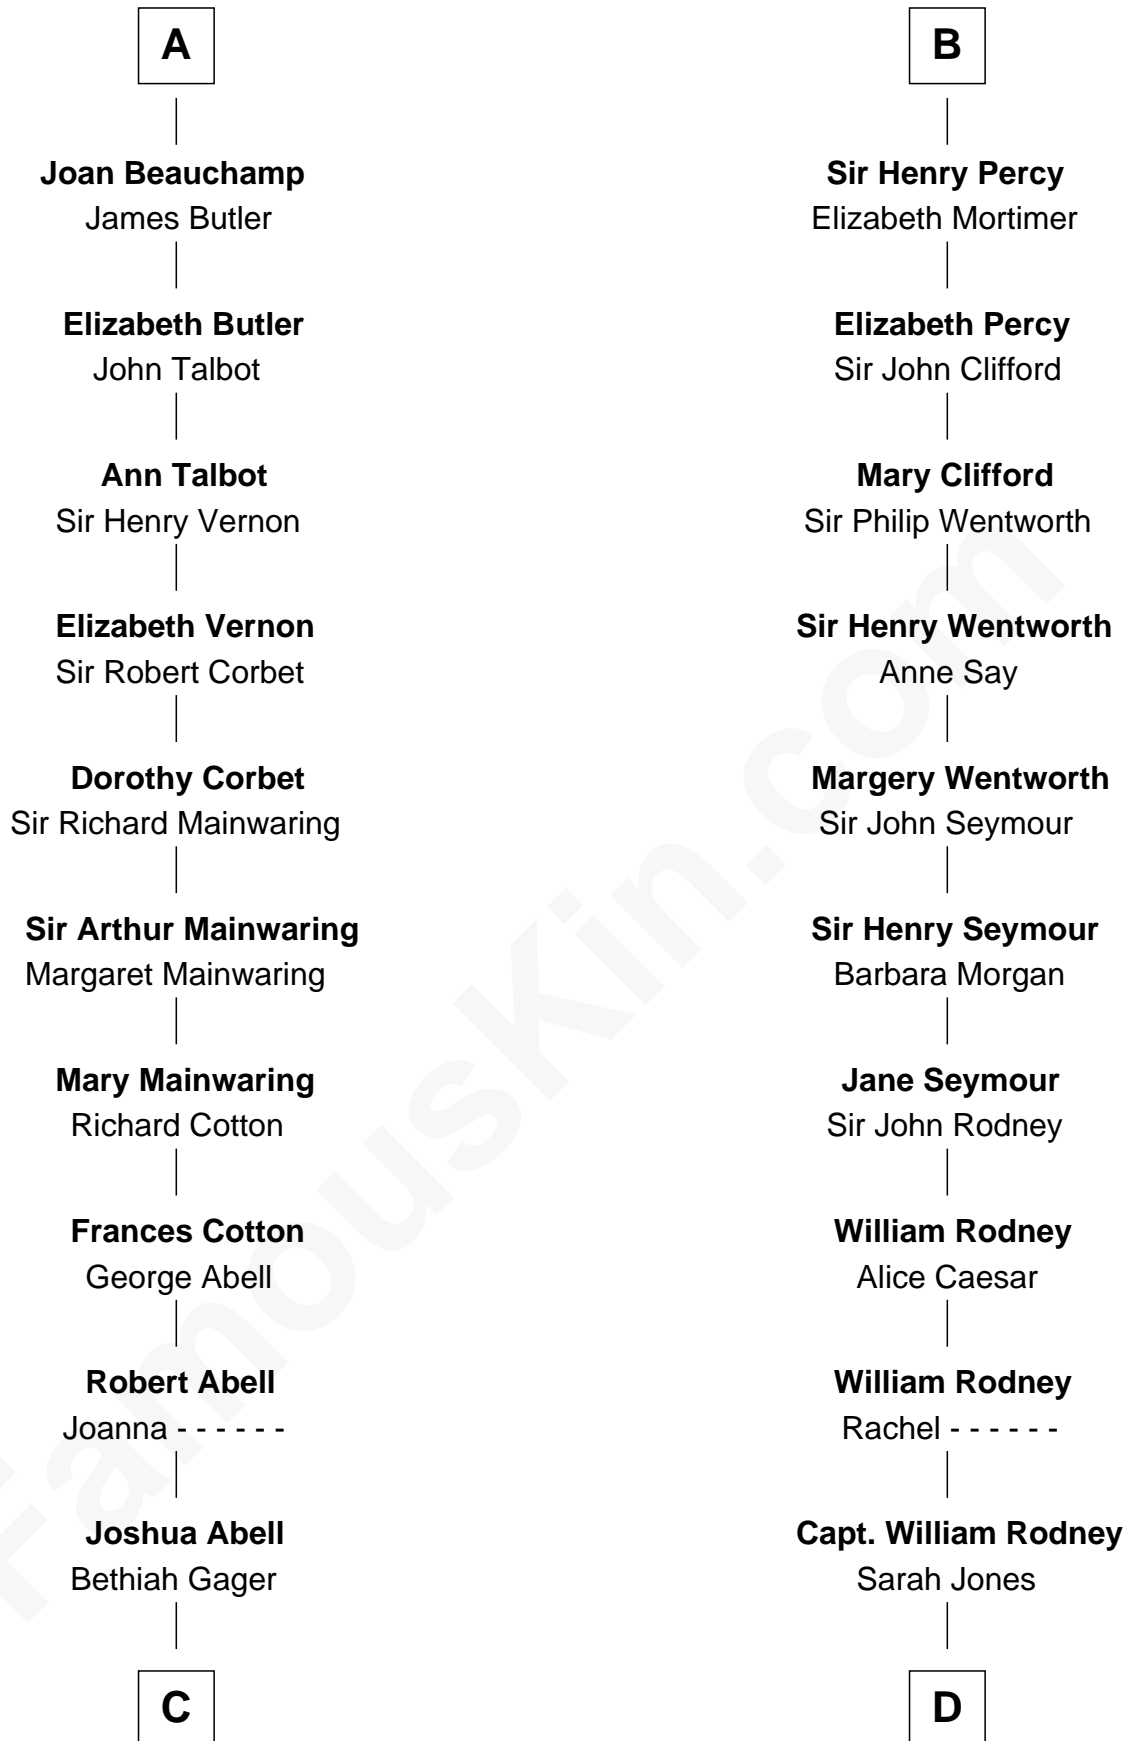 A
Joan Beauchamp
James Butler
Elizabeth Butler
John Talbot
Ann Talbot
Sir Henry Vernon
Elizabeth Vernon
Sir Robert Corbet
Dorothy Corbet
Sir Richard Mainwaring
Sir Arthur Mainwaring
Margaret Mainwaring
Mary Mainwaring
Richard Cotton
Frances Cotton
George Abell
Robert Abell
Joanna - - - - - -
Joshua Abell
Bethiah Gager
C
B
Sir Henry Percy
Elizabeth Mortimer
Elizabeth Percy
Sir John Clifford
Mary Clifford
Sir Philip Wentworth
Sir Henry Wentworth
Anne Say
Margery Wentworth
Sir John Seymour
Sir Henry Seymour
Barbara Morgan
Jane Seymour
Sir John Rodney
William Rodney
Alice Caesar
William Rodney
Rachel - - - - - -
Capt. William Rodney
Sarah Jones
D
FamousKin.com